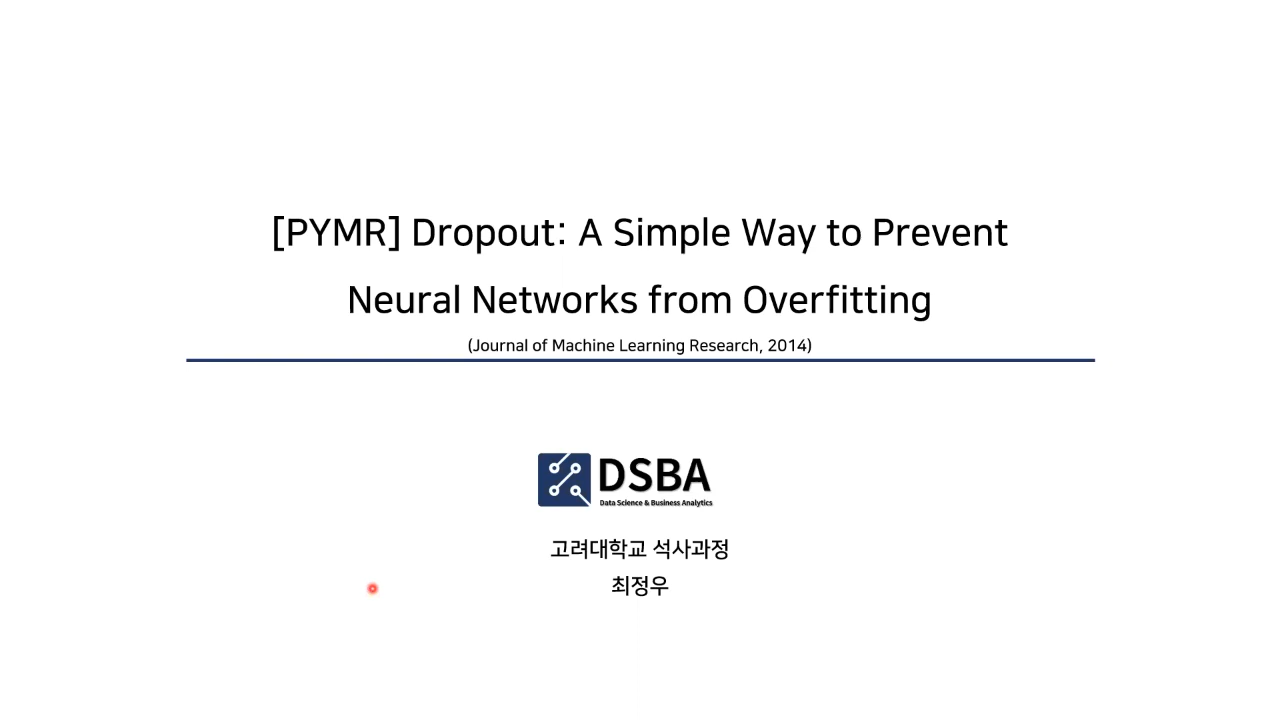 [PYMR] Dropout: A Simple Way to Prevent
Neural Networks from Overfitting
(Journal of Machine Learning Research, 2014)
DSBA
Data Science & Business Analytics
고려대학교 석사과정
최정우